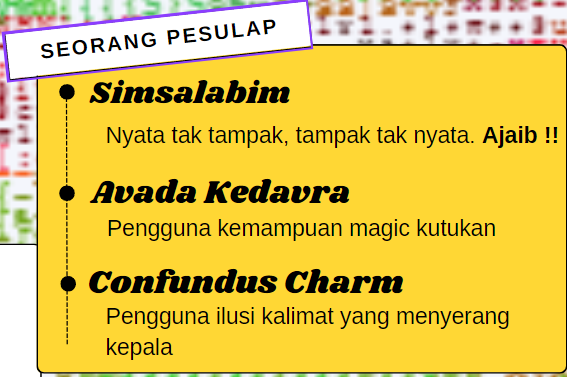 SEORANG PESULAP
Simsalabim
Nyata tak tampak, tampak tak nyata. Ajaib !!
Avada Kedavra
Pengguna kemampuan magic kutukan
Confundus Charm
Pengguna ilusi kalimat yang menyerang
kepala